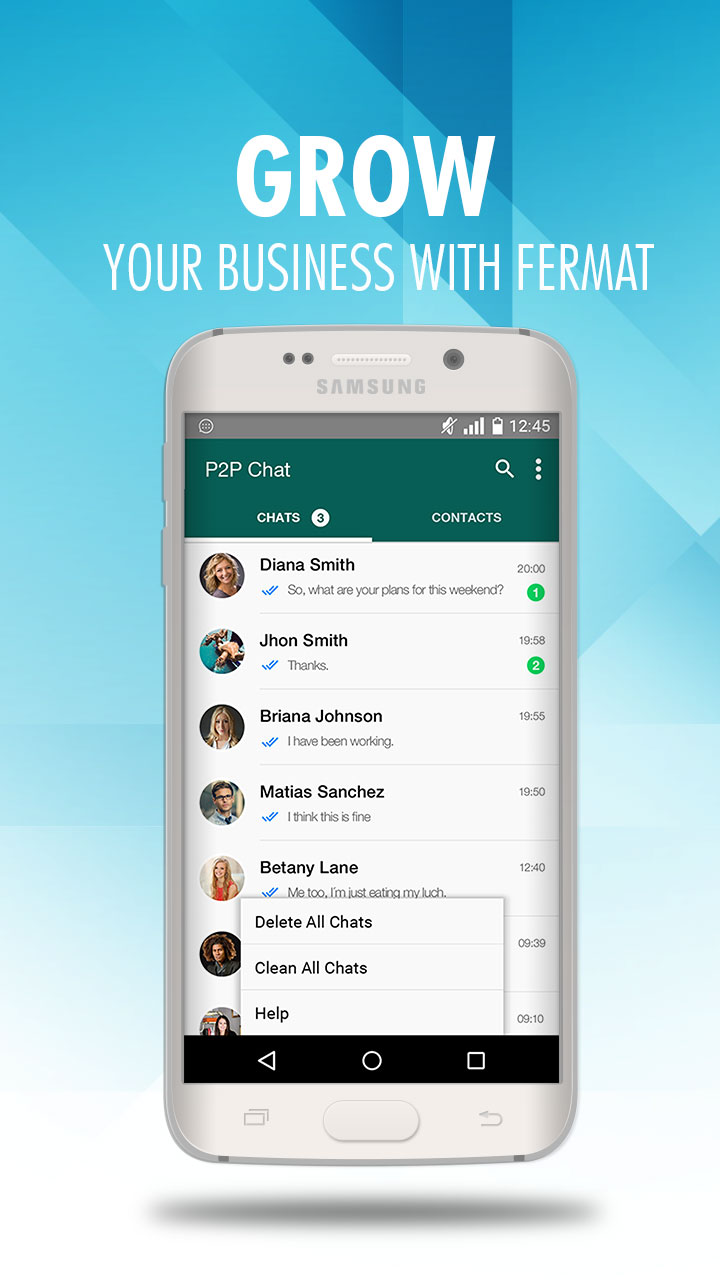 GROW
YOUR BUSINESS WITH FERMAT
SAMSUNG
12:45
P2P Chat
CHATS 3
CONTACTS
Diana Smith
20:00
So, what are your plans for this weekend?
1
Jhon Smith
19:58
Thanks.
2
Briana Johnson
19:55
I have been working.
Matias Sanchez
19:50
I think this is fine
Betany Lane
12:40
Me too, I'm just eating my luch.
Delete All Chats
09:39
Clean All Chats
Help
09:10